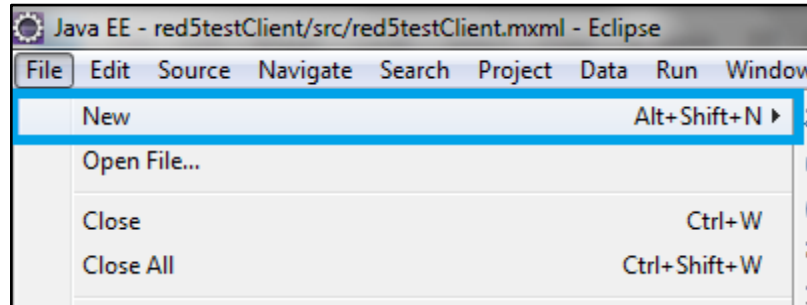 Java EE - red5testClient/src/red5testClient.mxml - Eclipse
File Edit Source Navigate Search Project Data Run Window
New Alt+Shift+N
Open File...
Close Ctrl+W
Close All Ctrl+Shift+W